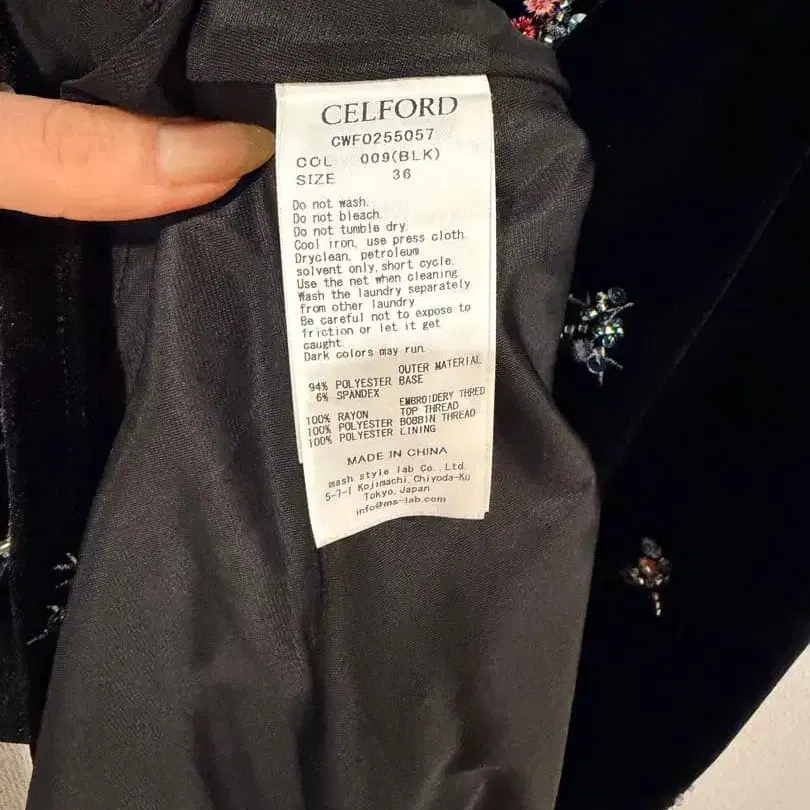 CELFORD
CWFO255057
COL 009(BLK)
SIZE 36
Do not wash.
Do not bleach.
Do not tumble dry.
Cool iron, use press cloth.
Dryclean, petroleum
solvent only, short cycle.
Use the net when cleaning
Wash the laundry separately
from other laundry
Be careful not to expose to
friction or let it get
caught.
Dark colors may run.
OUTER MATERIAL
94% POLYESTER BASE
6% SPANDEX
EMBROIDERY THRED
100% RAYON TOP THREAD
100% POLYESTER BOBBIN THREAD
100% POLYESTER LINING
MADE IN CHINA
mash style lab Co., Ltd.
5-7-1 Kojimachi, Chiyoda-Ku
Tokyo, Japan
info@ms-lab.com